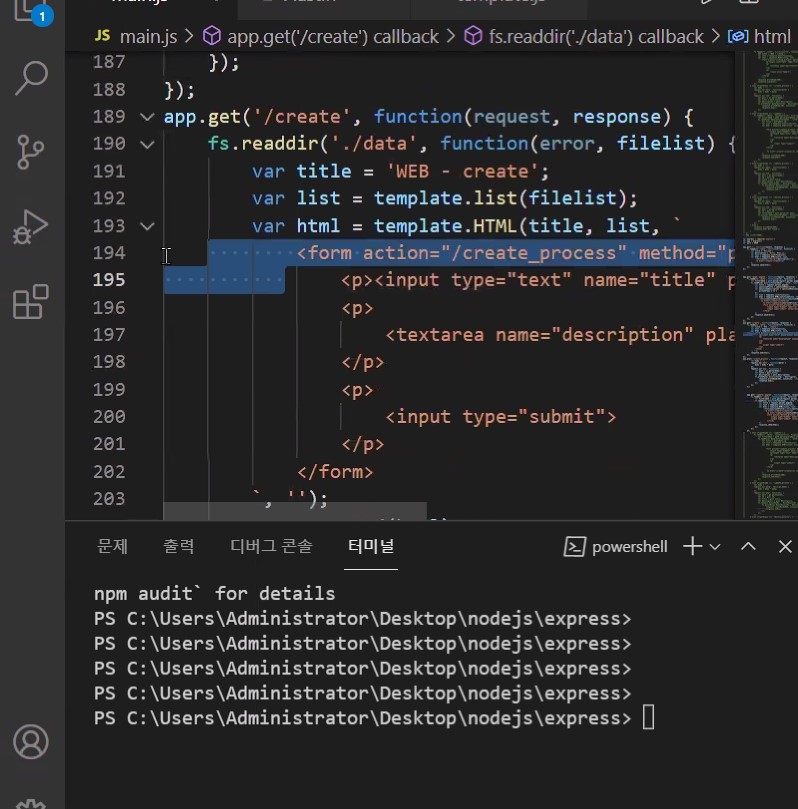 1
JS main.js > app.get('/create') callback > fs.readdir('./data') callback > html
187 });
188 });
189 app.get('/create', function(request, response) {
190 fs.readdir('./data', function(error, filelist) {
191 var title = 'WEB - create';
192 var list = template.list(filelist);
193 var html = template.HTML(title, list, `
194 <form action="/create_process" method="p
195 <p><input type="text" name="title" p
196 <p>
197 <textarea name="description" pla
198 </p>
199 <p>
200 <input type="submit">
201 </p>
202 </form>
203 `, '');
문제 출력 디버그 콘솔 터미널 powershell
npm audit` for details
PS C:\Users\Administrator\Desktop\nodejs\express>
PS C:\Users\Administrator\Desktop\nodejs\express>
PS C:\Users\Administrator\Desktop\nodejs\express>
PS C:\Users\Administrator\Desktop\nodejs\express>
PS C:\Users\Administrator\Desktop\nodejs\express>